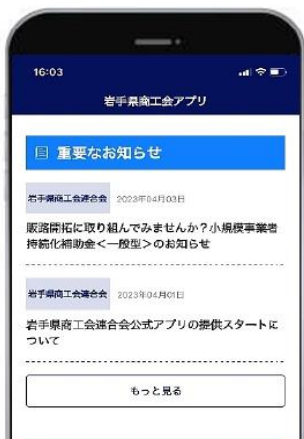 16:03
岩手県商工会アプリ
重要なお知らせ
岩手県商工会連合会 2023年04月03日
販路開拓に取り組んでみませんか?小規模事業者
持続化補助金<一般型>のお知らせ
岩手県商工会連合会 2023年04月01日
岩手県商工会連合会公式アプリの提供スタートに
ついて
もっと見る